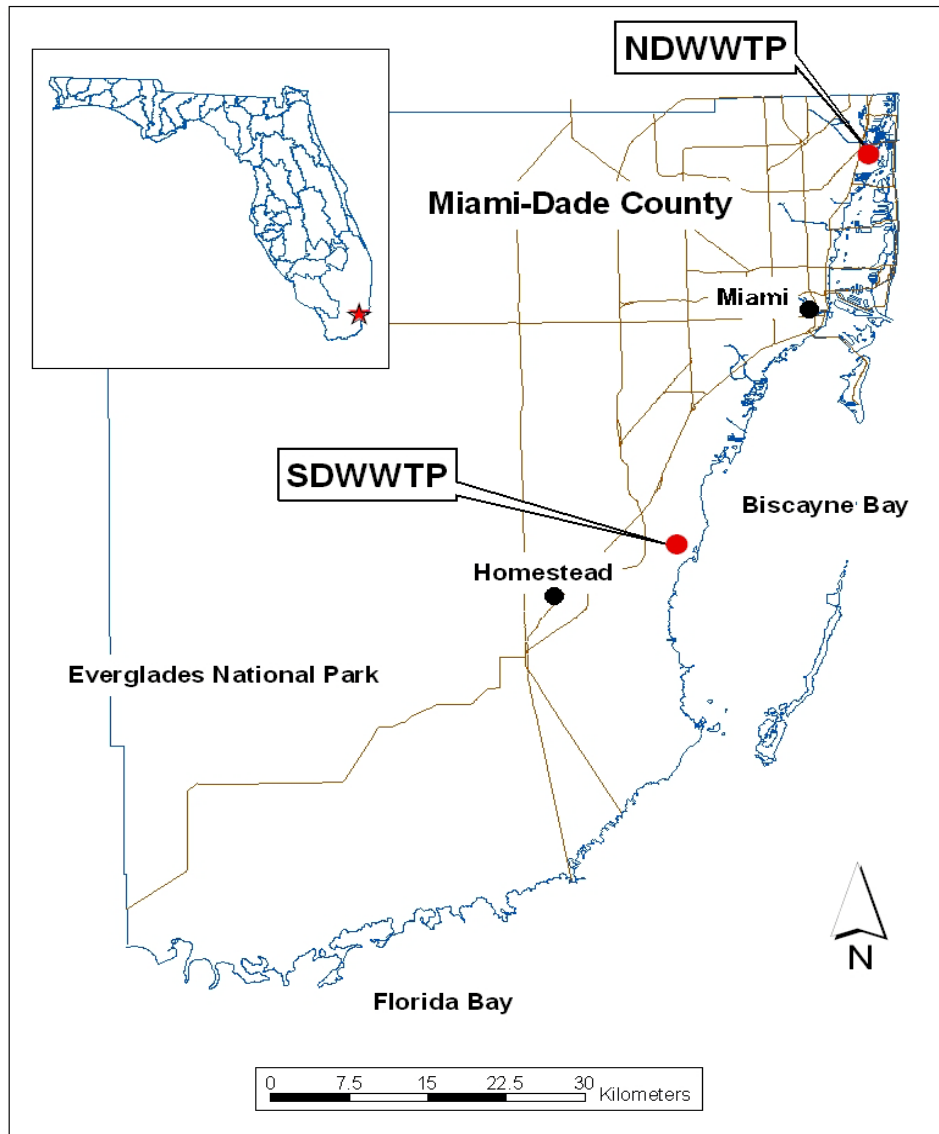 NDWWTP
Miami-Dade County
Miami
SDWWTP
Biscayne Bay
Homestead
Everglades National Park
N
Florida Bay
0 7.5 15 22.5 30 Kilometers